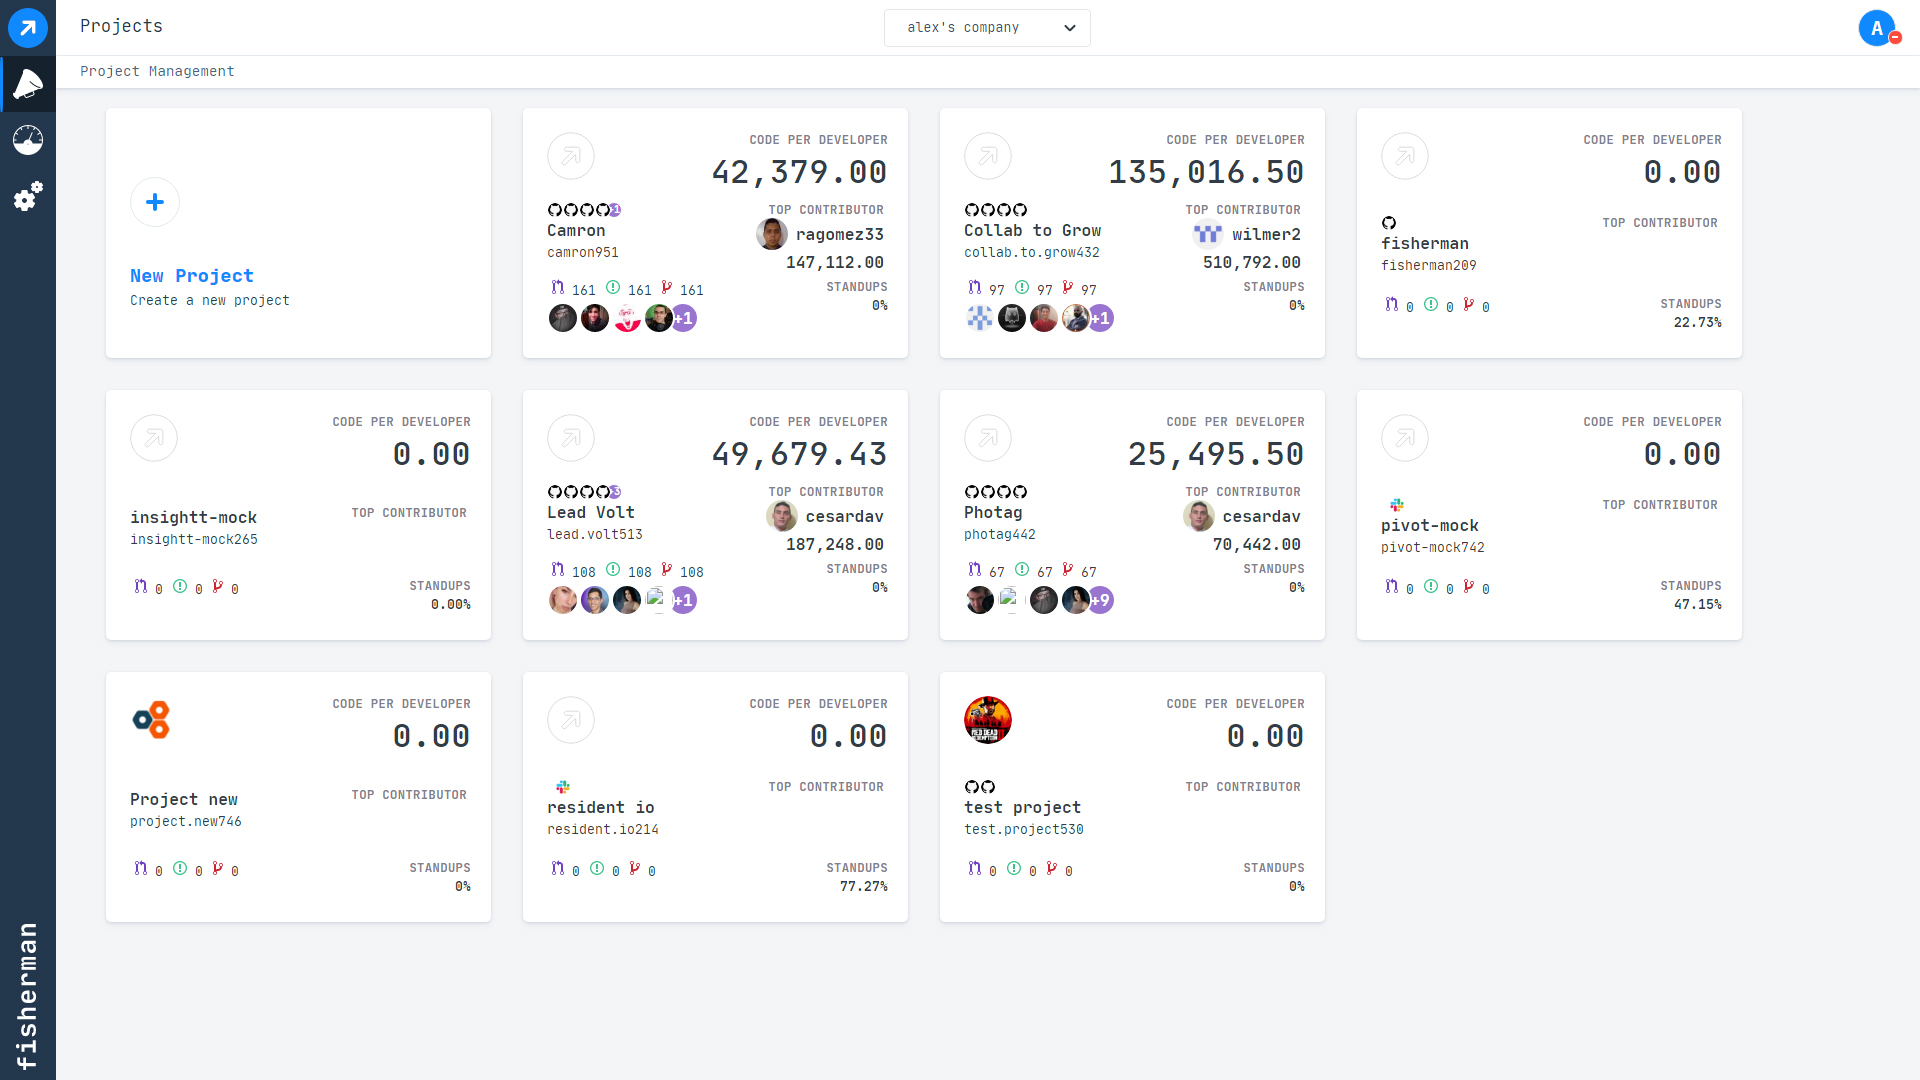 Projects
alex's company
A
Project Management
New Project
Create a new project
CODE PER DEVELOPER
42,379.00
+1
TOP CONTRIBUTOR
Camron
ragomez33
camron951
147,112.00
161 161 161
STANDUPS
0%
+1
CODE PER DEVELOPER
135,016.50
TOP CONTRIBUTOR
Collab to Grow
wilmer2
collab.to.grow432
510,792.00
97 97 97
STANDUPS
0%
+1
CODE PER DEVELOPER
0.00
TOP CONTRIBUTOR
fisherman
fisherman209
0 0 0
STANDUPS
22.73%
CODE PER DEVELOPER
0.00
TOP CONTRIBUTOR
insightt-mock
insightt-mock265
0 0 0
STANDUPS
0.00%
CODE PER DEVELOPER
49,679.43
+3
TOP CONTRIBUTOR
Lead Volt
cesardav
lead.volt513
187,248.00
108 108 108
STANDUPS
0%
+1
CODE PER DEVELOPER
25,495.50
TOP CONTRIBUTOR
Photag
cesardav
photag442
70,442.00
67 67 67
STANDUPS
0%
+9
CODE PER DEVELOPER
0.00
TOP CONTRIBUTOR
pivot-mock
pivot-mock742
0 0 0
STANDUPS
47.15%
CODE PER DEVELOPER
0.00
TOP CONTRIBUTOR
Project new
project.new746
0 0 0
STANDUPS
0%
CODE PER DEVELOPER
0.00
TOP CONTRIBUTOR
resident io
resident.io214
0 0 0
STANDUPS
77.27%
RED DEAD
REDEMPTION
II
CODE PER DEVELOPER
0.00
TOP CONTRIBUTOR
test project
test.project530
0 0 0
STANDUPS
0%
fisherman